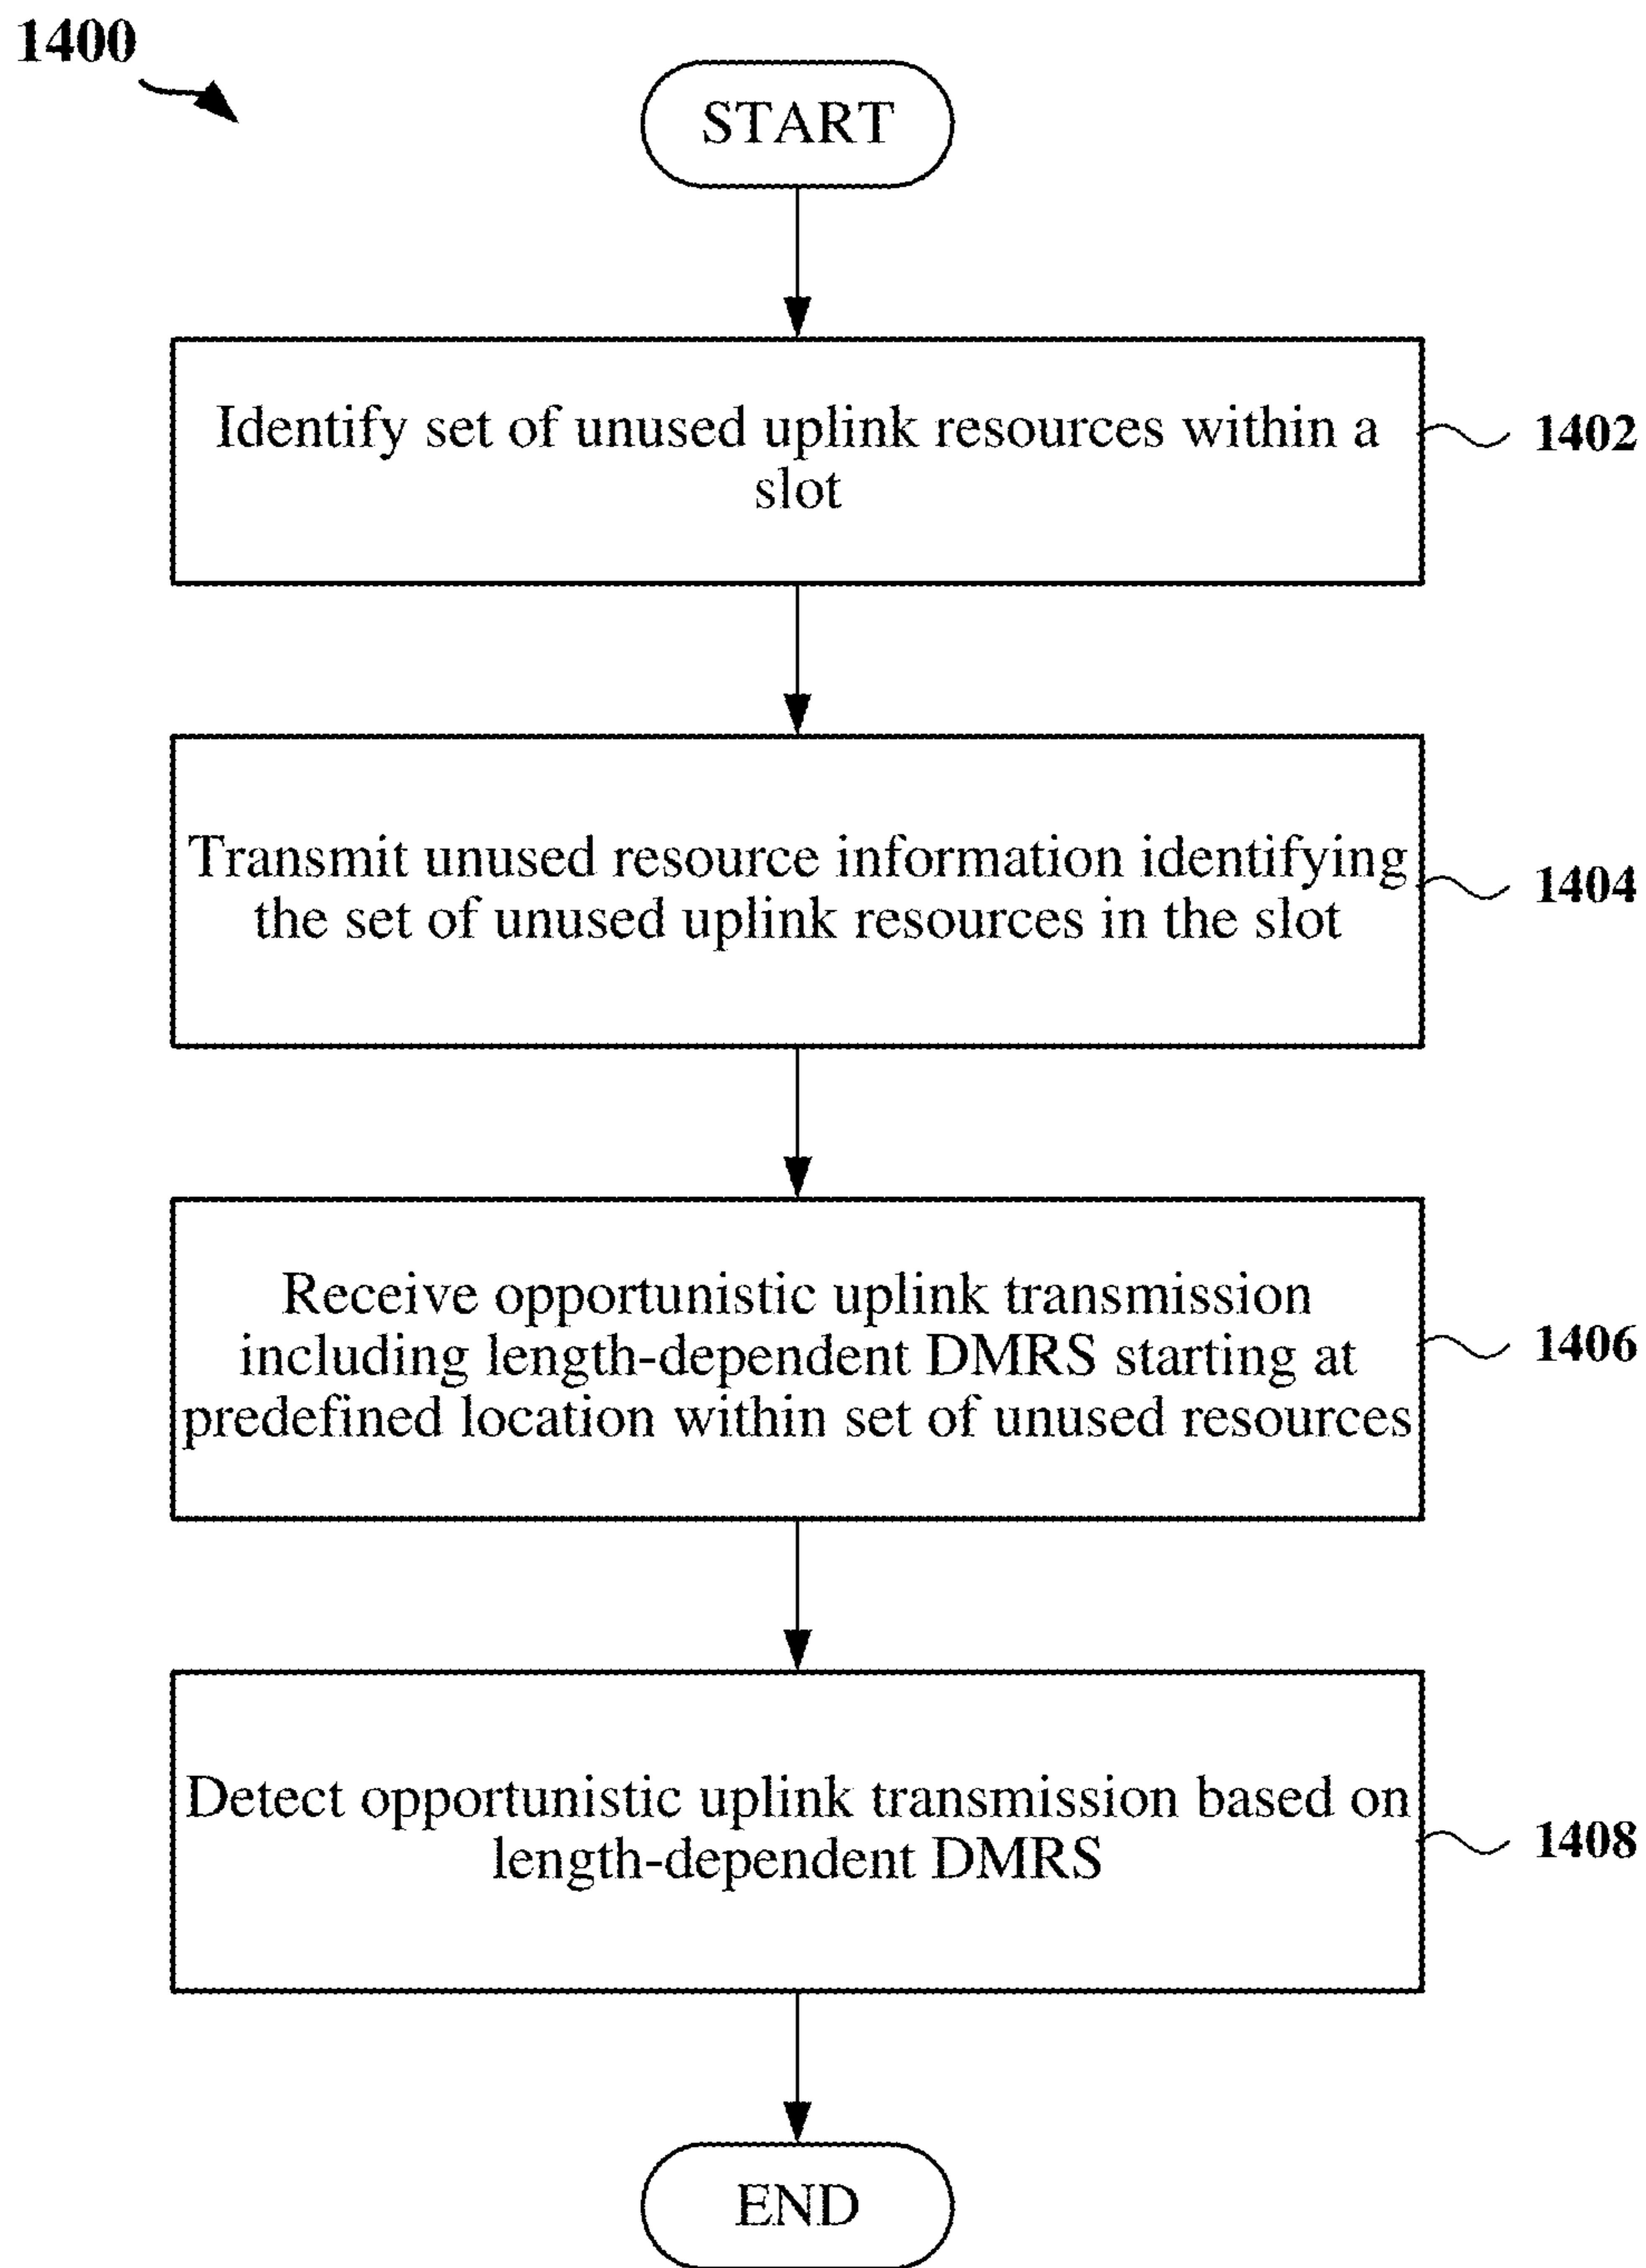 1400
START
Identify set of unused uplink resources within a
slot
1402
Transmit unused resource information identifying
the set of unused uplink resources in the slot
1404
Receive opportunistic uplink transmission
including length-dependent DMRS starting at
predefined location within set of unused resources
1406
Detect opportunistic uplink transmission based on
length-dependent DMRS
1408
END